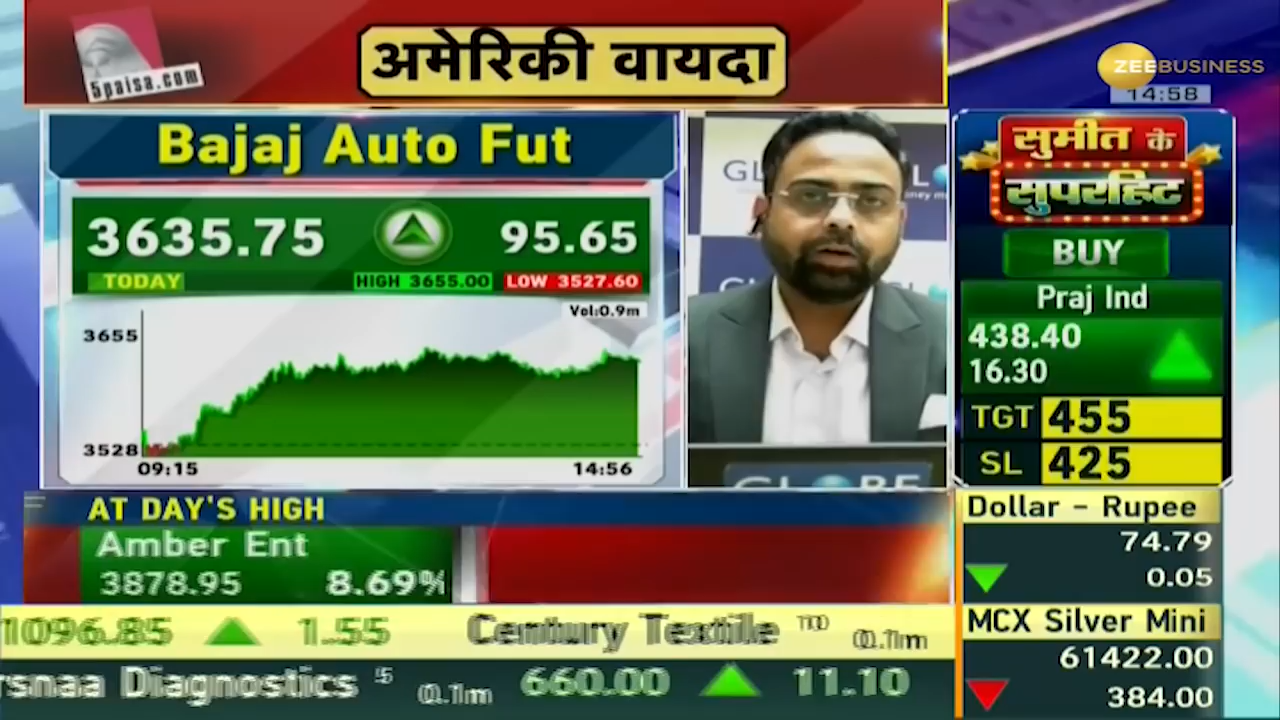 5paisa.com
अमेरिकी वायदा
ZEEBUSINESS
14:58
Bajaj Auto Fut
3635.75 95.65
TODAY HIGH 3655.00 LOW 3527.60
Vol:0.9m
3655
3528
09:15 14:56
GL
GLOBE
सुमीत के
सुपरहिट
BUY
Praj Ind
438.40
16.30
TGT 455
SL 425
AT DAY'S HIGH
Amber Ent
3878.95 8.69%
Dollar - Rupee
74.79
0.05
MCX Silver Mini
61422.00
384.00
1096.85 1.55 Century Textile 0.1m
rsnaa Diagnostics 5 0.1m 660.00 11.10